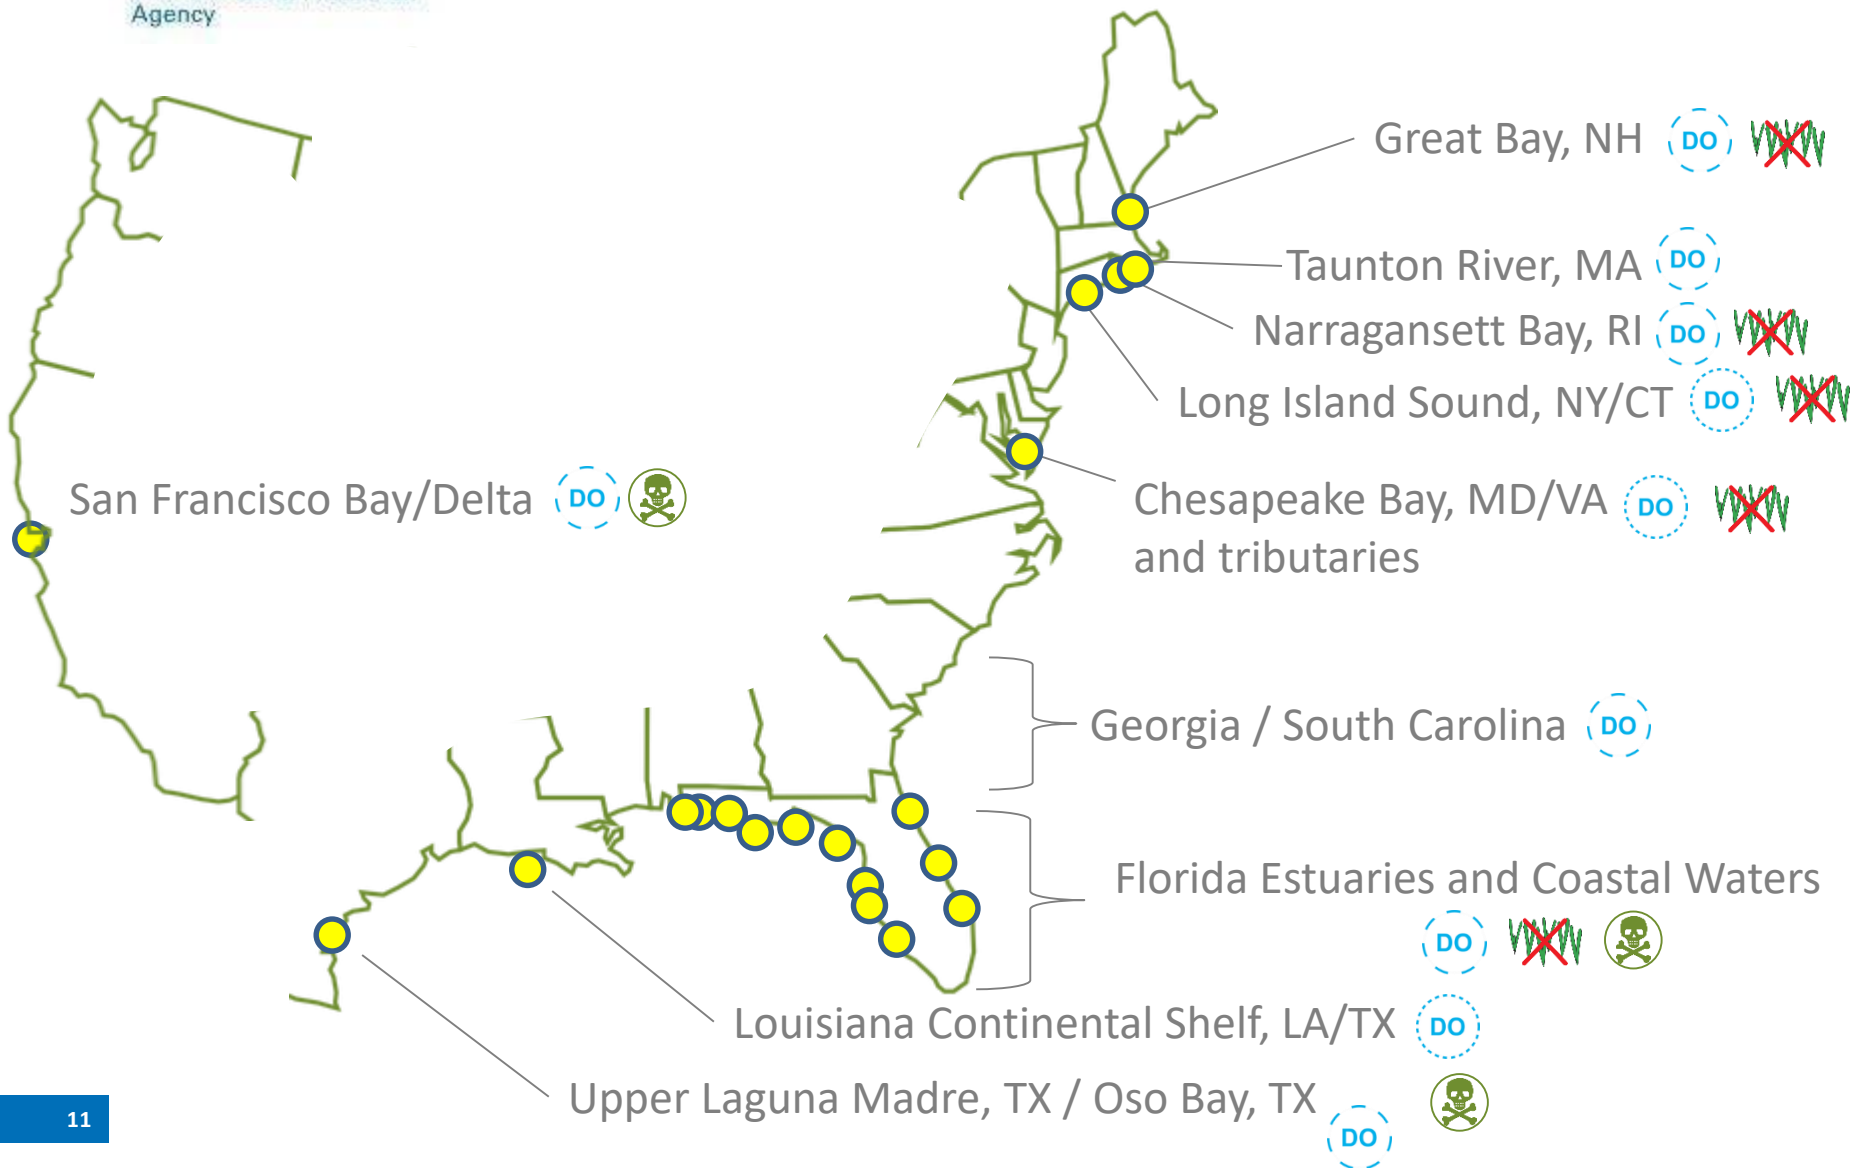 Agency
Great Bay, NH DO
Taunton River, MA DO
Narragansett Bay, RI DO
Long Island Sound, NY/CT DO
San Francisco Bay/Delta DO
Chesapeake Bay, MD/VA DO
and tributaries
Georgia / South Carolina DO
Florida Estuaries and Coastal Waters
DO
Louisiana Continental Shelf, LA/TX DO
Upper Laguna Madre, TX / Oso Bay, TX
DO
11